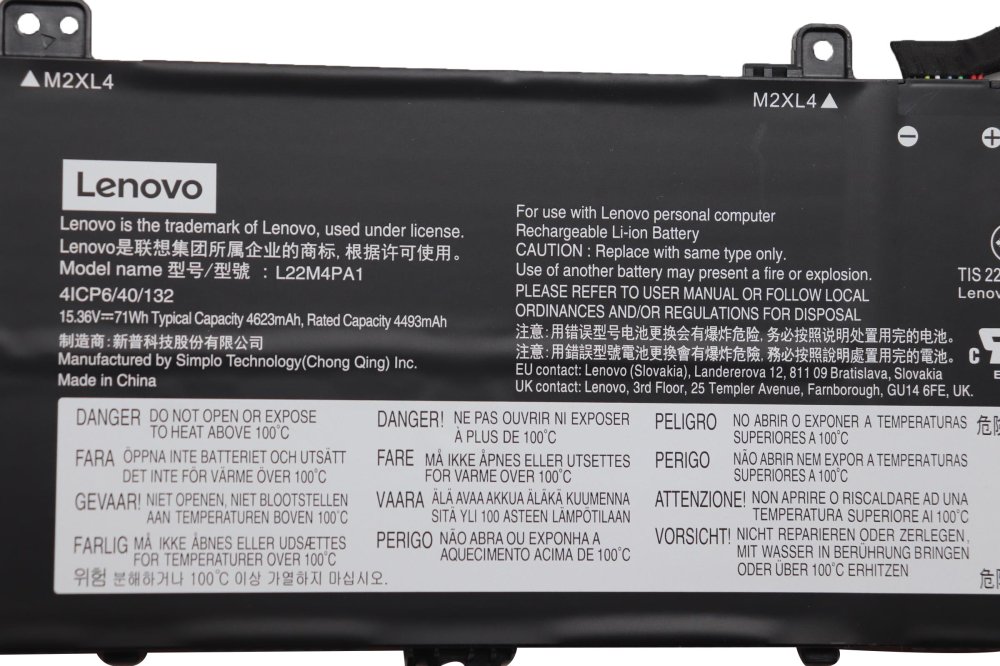 ▲M2XL4
M2XL4▲
Lenovo
Lenovo is the trademark of Lenovo, used under license.
Lenovo是联想集团所属企业的商标, 根据许可使用。
Model name 型号/型號 : L22M4PA1
4ICP6/40/132
15.36V⎓71Wh Typical Capacity 4623mAh, Rated Capacity 4493mAh
制造商: 新普科技股份有限公司
Manufactured by Simplo Technology(Chong Qing) Inc.
Made in China
For use with Lenovo personal computer
Rechargeable Li-ion Battery
CAUTION : Replace with same type only.
Use of another battery may present a fire or explosion.
PLEASE REFER TO USER MANUAL OR FOLLOW LOCAL
ORDINANCES AND/OR REGULATIONS FOR DISPOSAL
注意: 用错误型号电池更换会有爆炸危险, 务必按照说明处置用完的电池。
注意: 用錯誤型號電池更換會有爆炸危險, 務必按照說明處置用完的電池。
EU contact: Lenovo (Slovakia), Landererova 12, 811 09 Bratislava, Slovakia
UK contact: Lenovo, 3rd Floor, 25 Templer Avenue, Farnborough, GU14 6FE, UK.
TIS 22
Lenov
DANGER DO NOT OPEN OR EXPOSE
TO HEAT ABOVE 100°C
FARA ÖPPNA INTE BATTERIET OCH UTSÄTT
DET INTE FÖR VÄRME ÖVER 100°C
GEVAAR! NIET OPENEN, NIET BLOOTSTELLEN
AAN TEMPERATUREN BOVEN 100°C
FARLIG MÅ IKKE ÅBNES ELLER UDSÆTTES
FOR TEMPERATURER OVER 100°C
위험 분해하거나 100°C 이상 가열하지 마십시오.
DANGER! NE PAS OUVRIR NI EXPOSER
À PLUS DE 100°C
FARE MÅ IKKE ÅPNES ELLER UTSETTES
FOR VARME OVER 100°C
VAARA ÄLÄ AVAA AKKUA ÄLÄKÄ KUUMENNA
SITÄ YLI 100 ASTEEN LÄMPÖTILAAN
PERIGO NÃO ABRA OU EXPONHA A
AQUECIMENTO ACIMA DE 100°C
PELIGRO NO ABRIR O EXPONER A TEMPERATURAS
SUPERIORES A 100°C
PERIGO NÃO ABRIR NEM EXPOR A TEMPERATURAS
SUPERIORES A 100°C
ATTENZIONE! NON APRIRE O RISCALDARE AD UNA
TEMPERATURA SUPERIORE AI 100°C
VORSICHT! NICHT REPARIEREN ODER ZERLEGEN,
MIT WASSER IN BERÜHRUNG BRINGEN
ODER ÜBER 100°C ERHITZEN